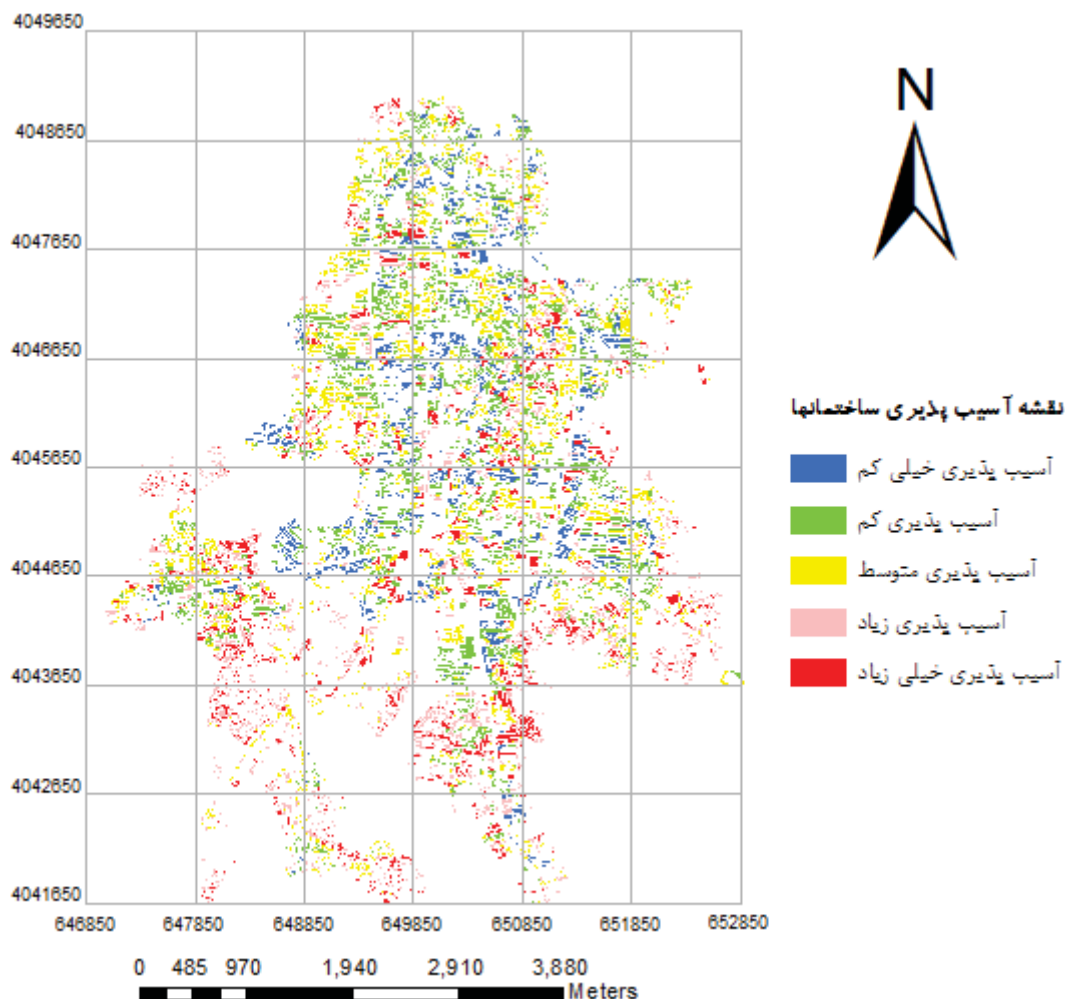 4049650
4048650
4047650
4046650
4045650
4044650
4043650
4042650
4041650
646850 647850 648850 649850 650850 651850 652850
0 485 970 1,940 2,910 3,880
Meters
N
نقشه آسیب پذیری ساختمانها
آسیب پذیری خیلی کم
آسیب پذیری کم
آسیب پذیری متوسط
آسیب پذیری زیاد
آسیب پذیری خیلی زیاد